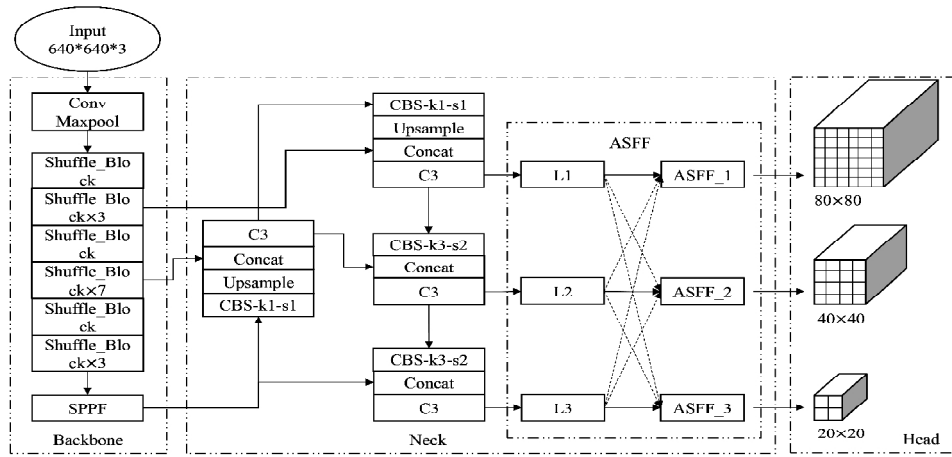 Input
640*640*3
Conv
Maxpool
Shuffle_Blo
ck
Shuffle_Blo
ck×3
Shuffle_Blo
ck
Shuffle_Blo
ck×7
Shuffle_Blo
ck
Shuffle_Blo
ck×3
SPPF
Backbone
C3
Concat
Upsample
CBS-k1-s1
CBS-k1-s1
Upsample
Concat
C3
CBS-k3-s2
Concat
C3
CBS-k3-s2
Concat
C3
Neck
ASFF
L1
ASFF_1
L2
ASFF_2
L3
ASFF_3
80×80
40×40
20×20
Head